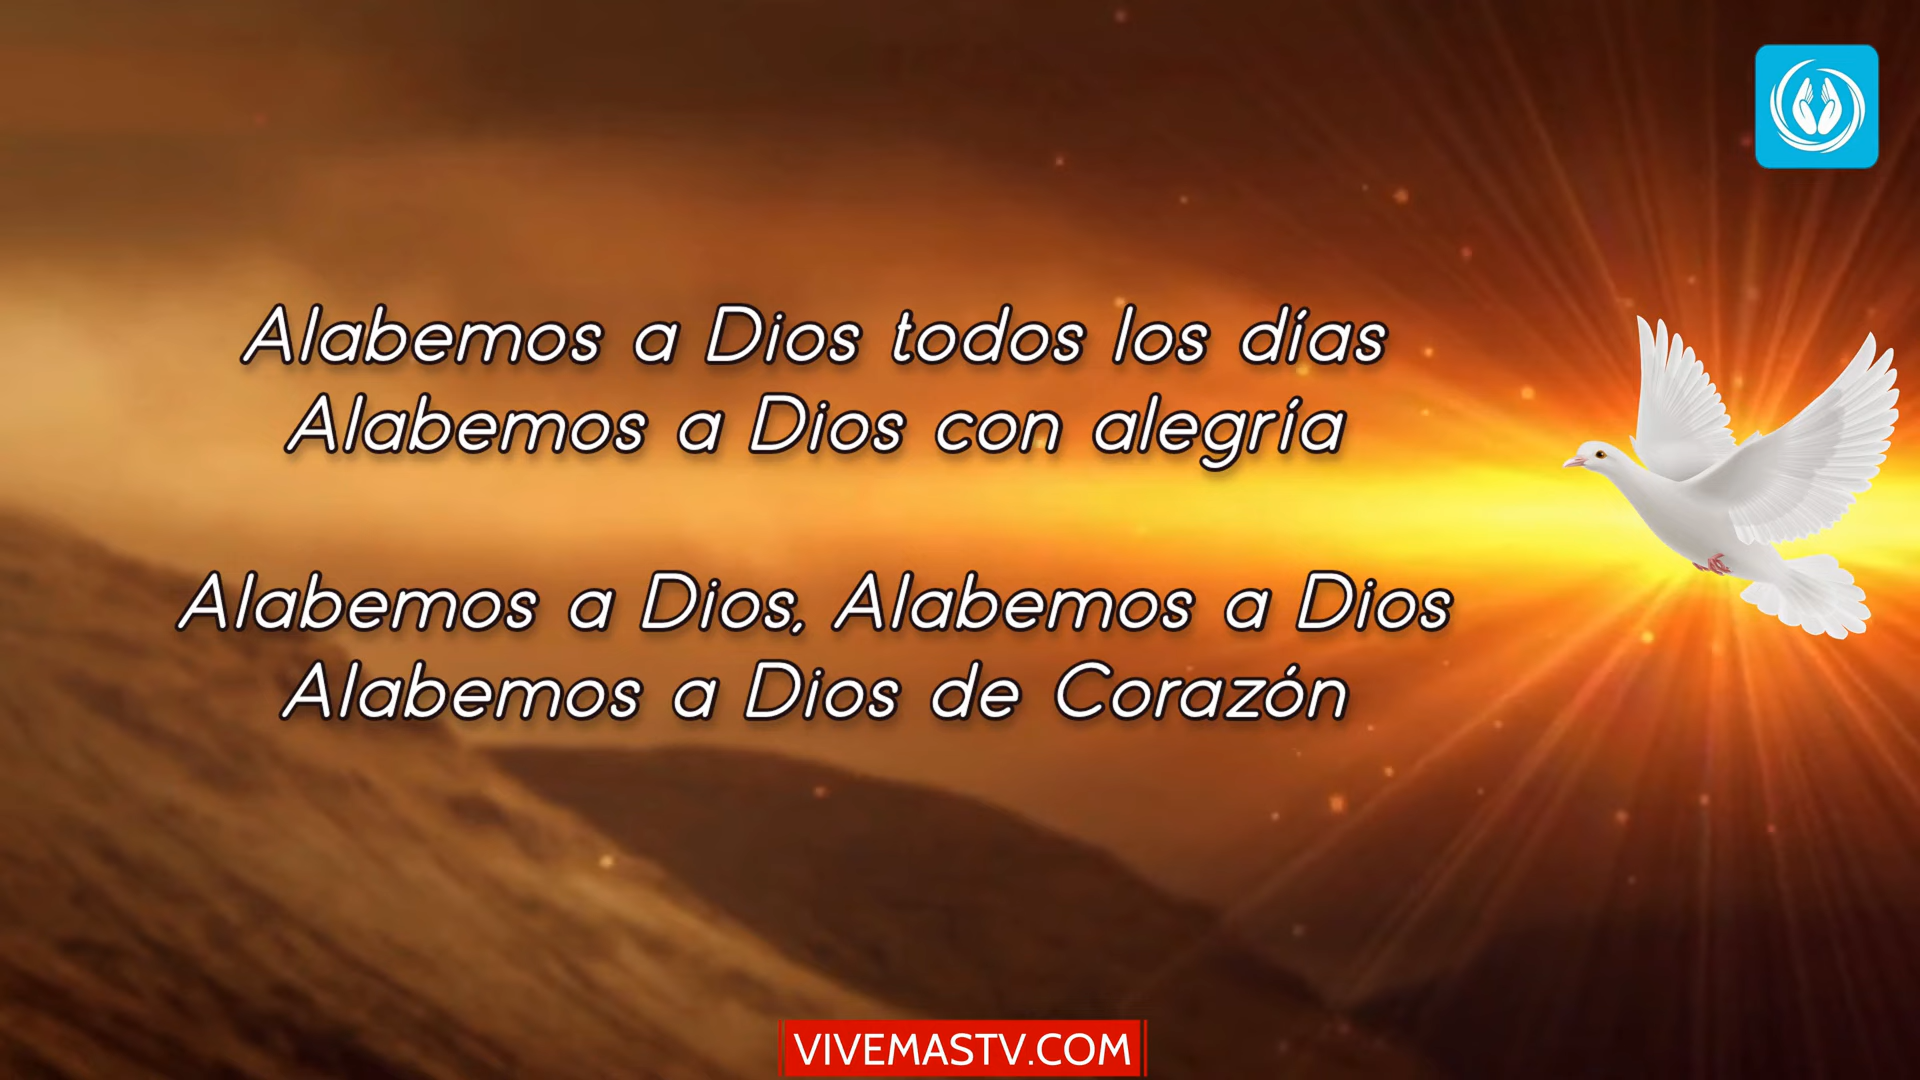 Alabemos a Dios todos los días
Alabemos a Dios con alegría
Alabemos a Dios, Alabemos a Dios
Alabemos a Dios de Corazón
VIVEMASTV.COM